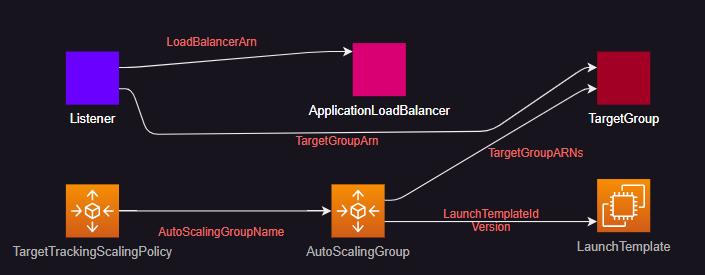 LoadBalancerArn
Listener
ApplicationLoadBalancer
TargetGroup
TargetGroupArn
TargetGroupARNs
AutoScalingGroupName
LaunchTemplateId
Version
TargetTrackingScalingPolicy
AutoScalingGroup
LaunchTemplate